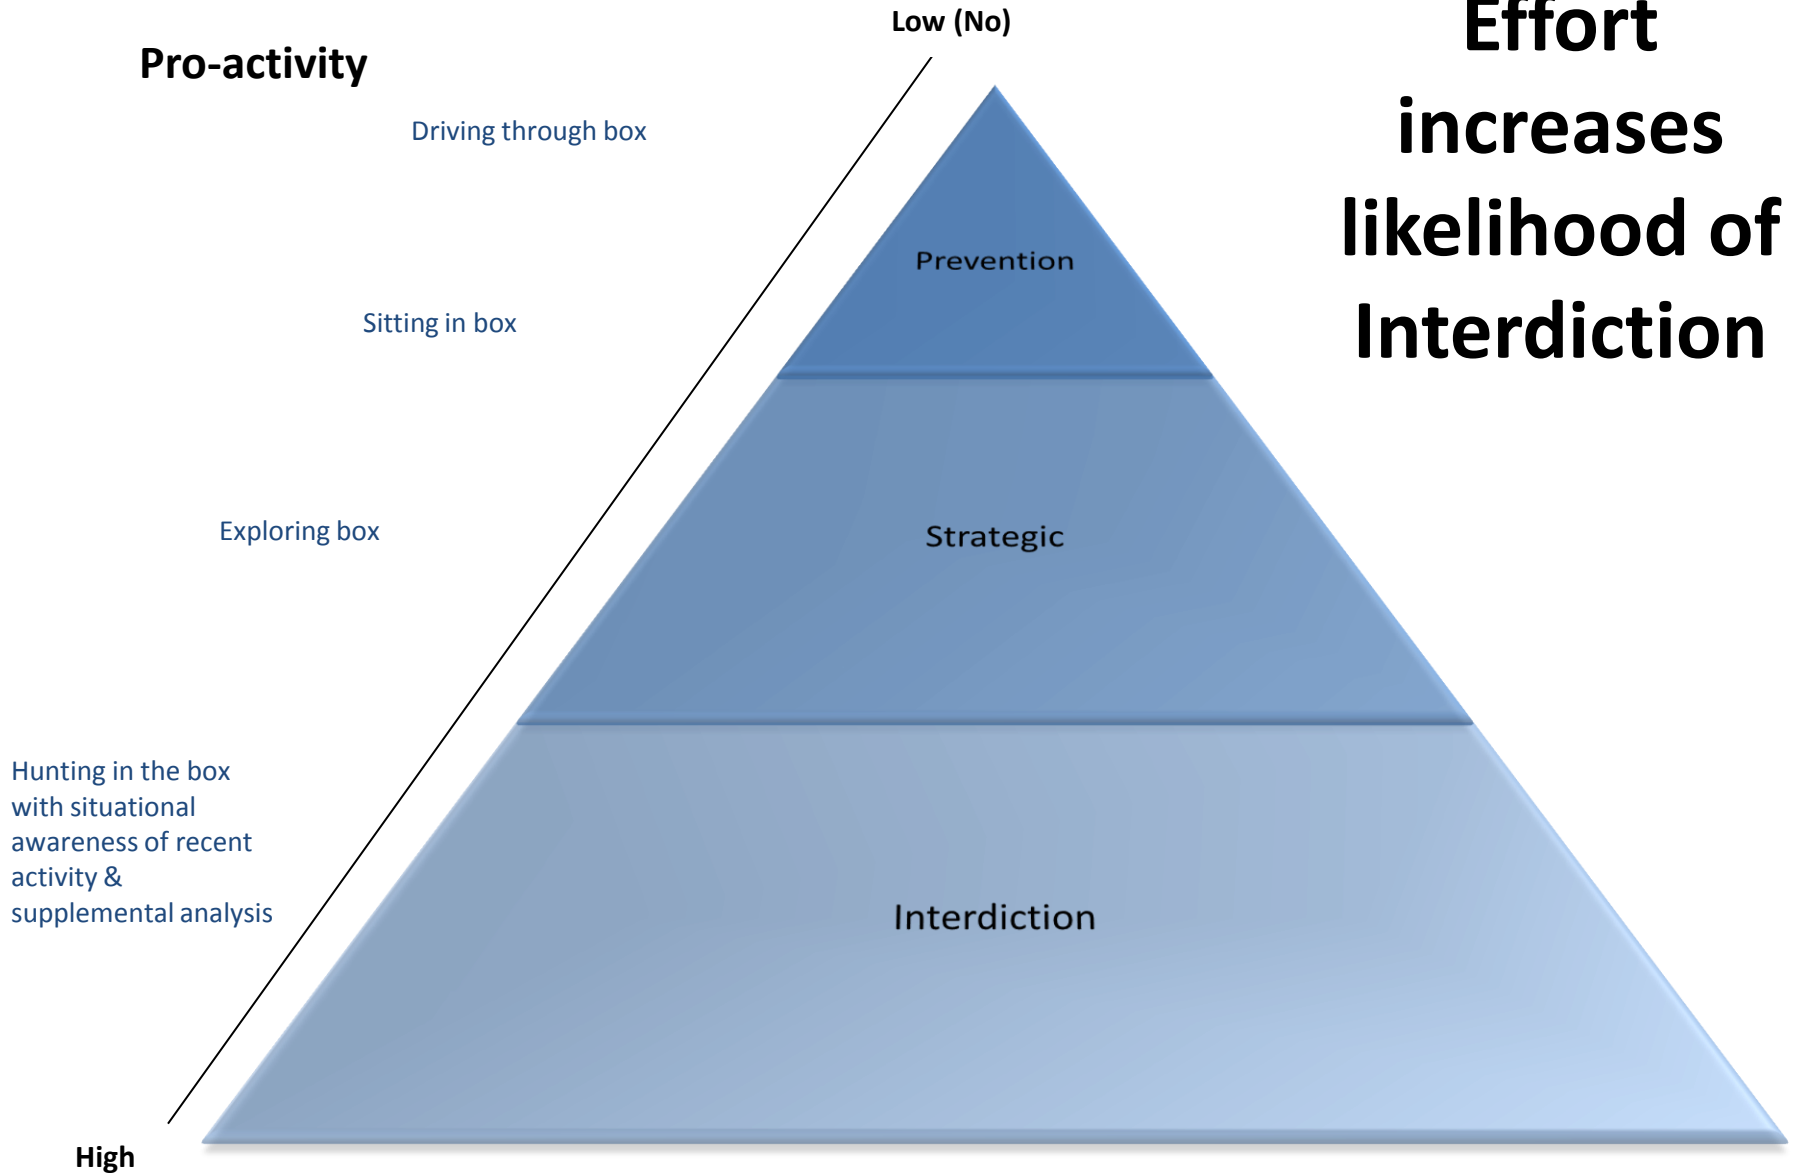 Low (No)
Pro-activity
Effort
increases
likelihood of
Interdiction
Driving through box
Prevention
Sitting in box
Exploring box
Strategic
Hunting in the box
with situational
awareness of recent
activity &
supplemental analysis
Interdiction
High